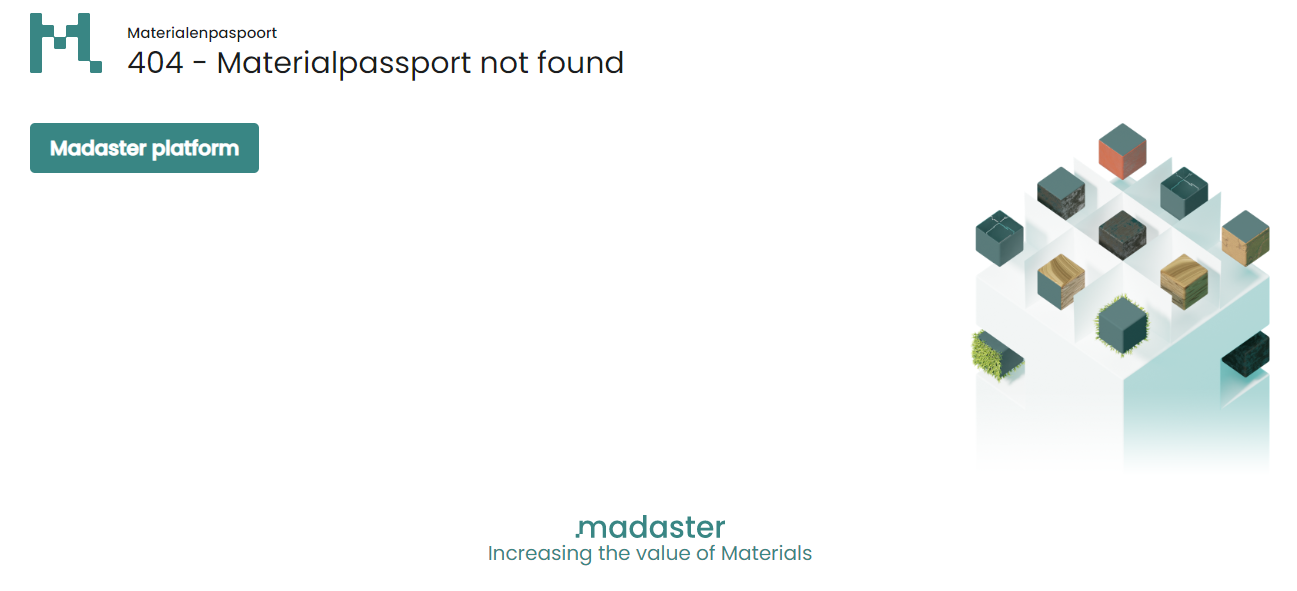 Materialenpaspoort
404 - Materialpassport not found
Madaster platform
.madaster
Increasing the value of Materials